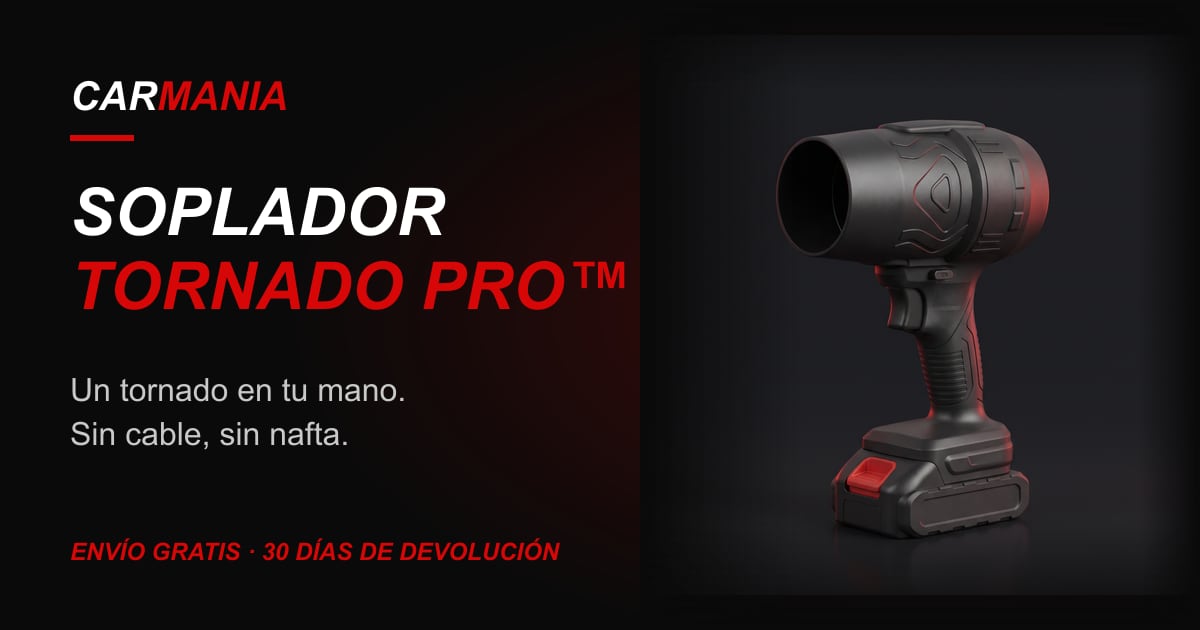 CARMANIA
SOPLADOR
TORNADO PRO™
Un tornado en tu mano.
Sin cable, sin nafta.
ENVÍO GRATIS · 30 DÍAS DE DEVOLUCIÓN